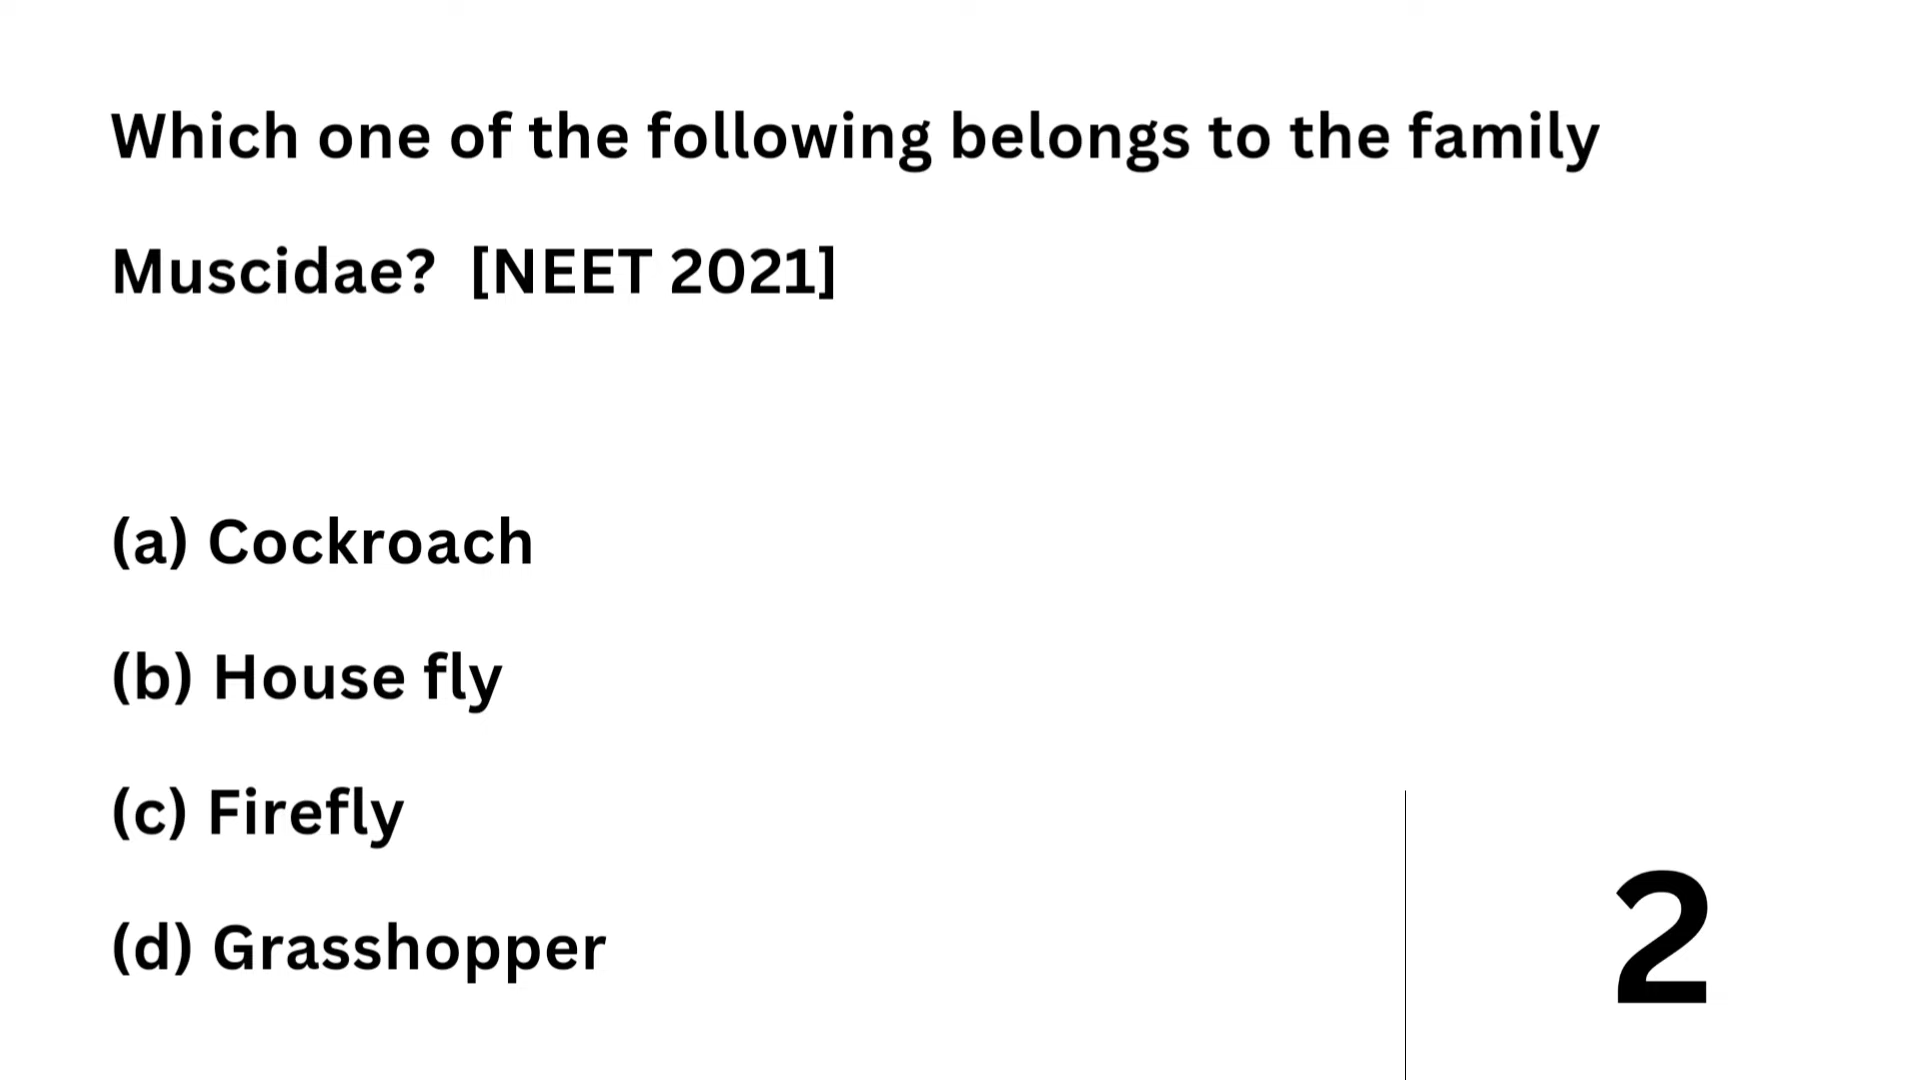 Which one of the following belongs to the family
Muscidae? [NEET 2021]
(a) Cockroach
(b) House fly
(c) Firefly
(d) Grasshopper
2